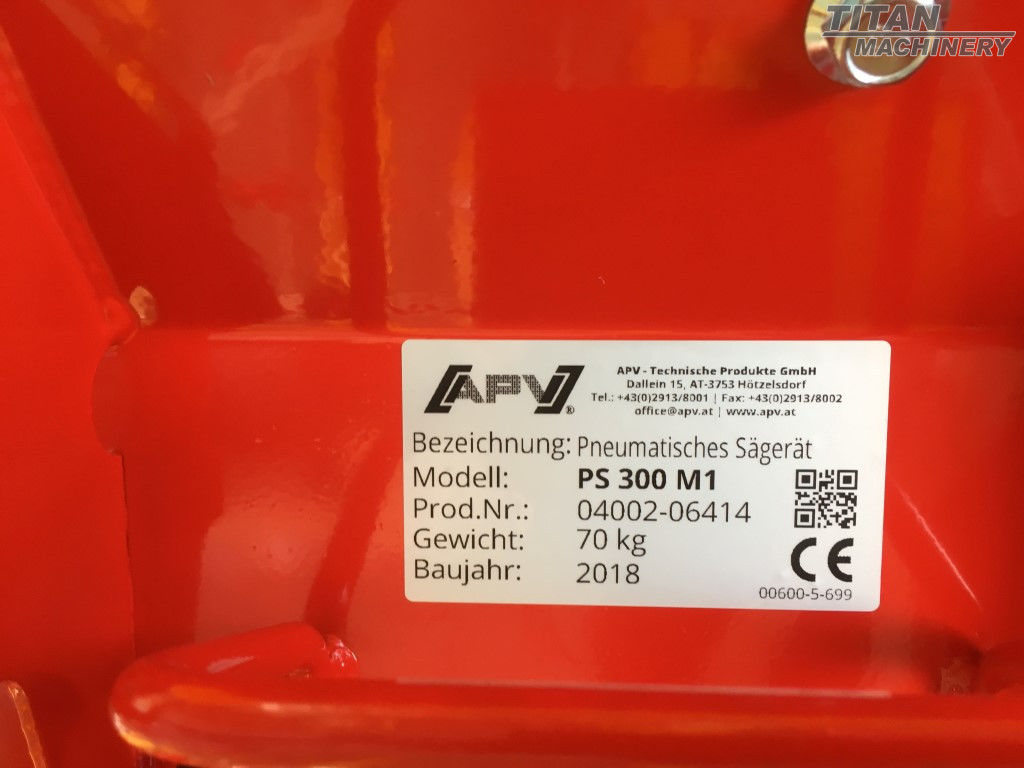 TITAN
MACHINERY
[APV]®
APV - Technische Produkte GmbH
Dallein 15, AT-3753 Hötzelsdorf
Tel.: +43(0)2913/8001 | Fax: +43(0)2913/8002
office@apv.at | www.apv.at
Bezeichnung: Pneumatisches Sägerät
Modell: PS 300 M1
Prod.Nr.: 04002-06414
Gewicht: 70 kg
Baujahr: 2018
CE
00600-5-699